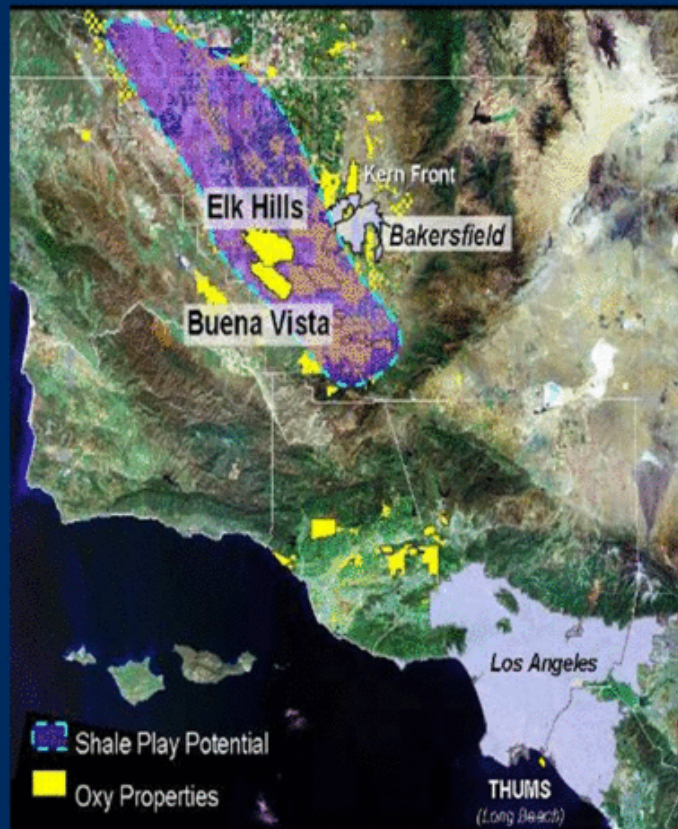 Kern Front
Elk Hills
Bakersfield
Buena Vista
Los Angeles
Shale Play Potential
Oxy Properties
THUMS
(Long Beach)